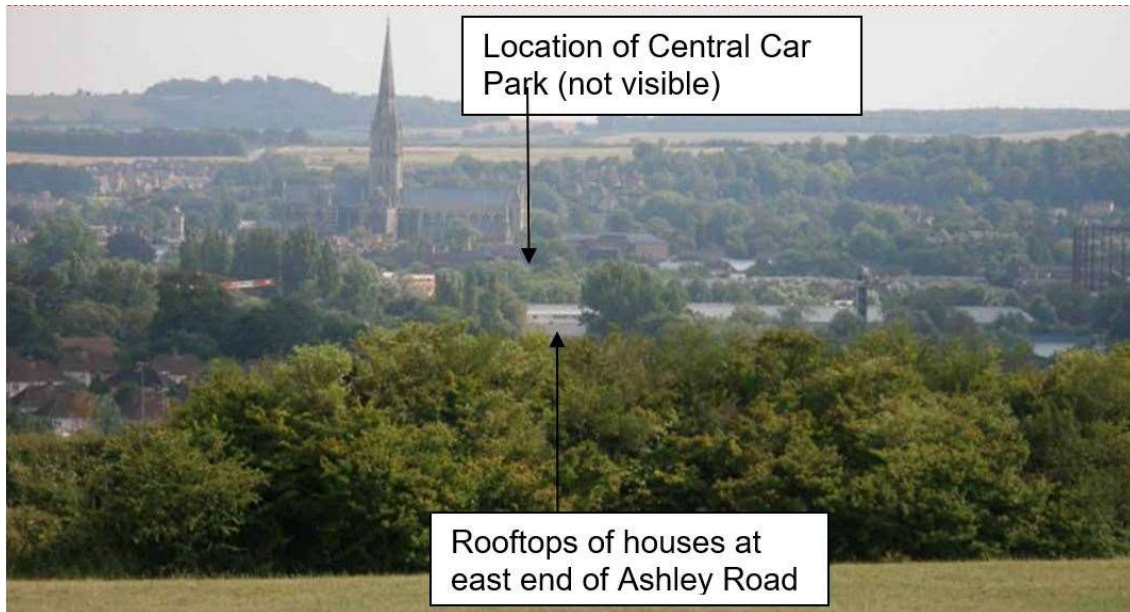 Location of Central Car
Park (not visible)
Rooftops of houses at
east end of Ashley Road